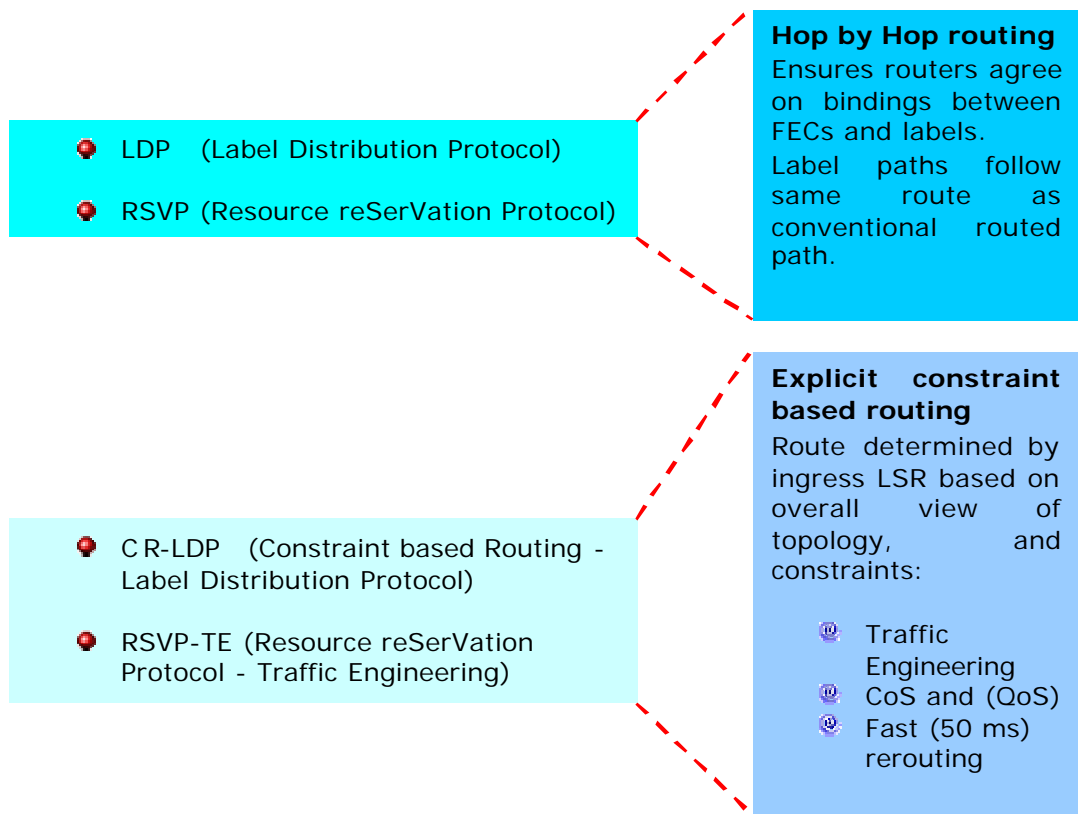 Hop by Hop routing
Ensures routers agree
on bindings between
FECs and labels.
Label paths follow
same route as
conventional routed
path.
LDP (Label Distribution Protocol)
RSVP (Resource reSerVation Protocol)
Explicit constraint
based routing
Route determined by
ingress LSR based on
overall view of
topology, and
constraints:
Traffic
Engineering
CoS and (QoS)
Fast (50 ms)
rerouting
CR-LDP (Constraint based Routing -
Label Distribution Protocol)
RSVP-TE (Resource reSerVation
Protocol - Traffic Engineering)